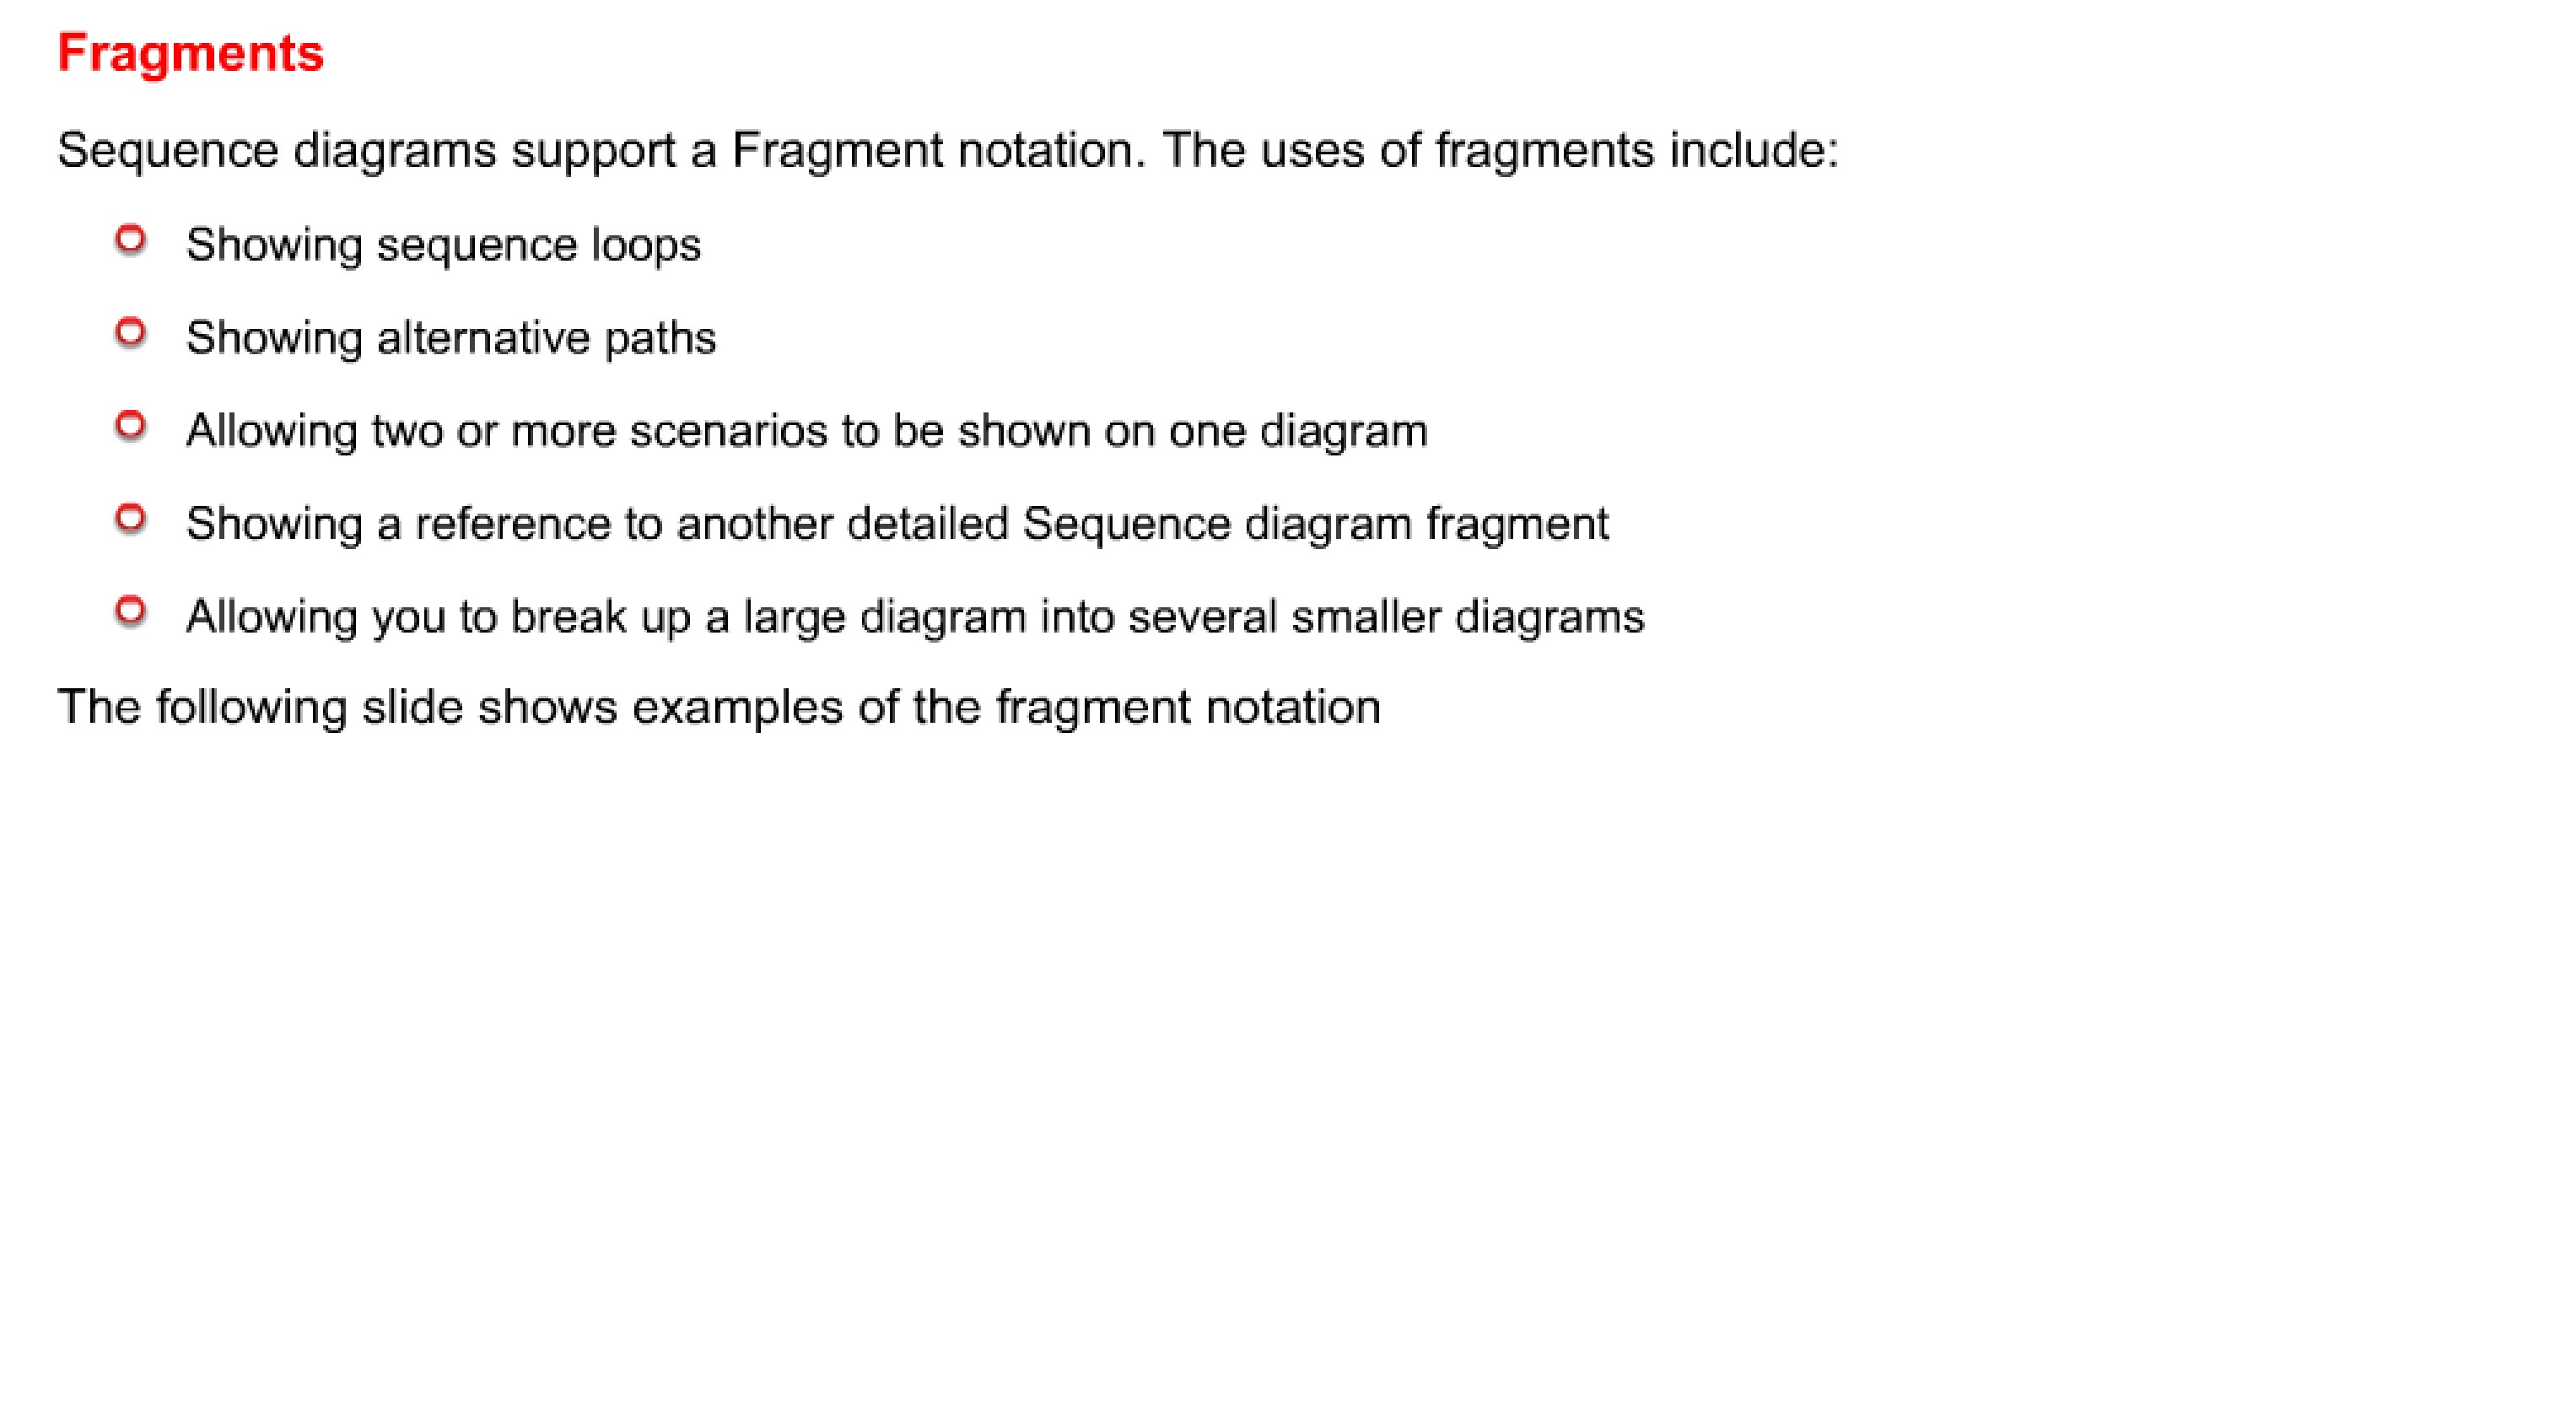 Fragments
Sequence diagrams support a Fragment notation. The uses of fragments include:
Showing sequence loops
Showing alternative paths
Allowing two or more scenarios to be shown on one diagram
Showing a reference to another detailed Sequence diagram fragment
Allowing you to break up a large diagram into several smaller diagrams
The following slide shows examples of the fragment notation